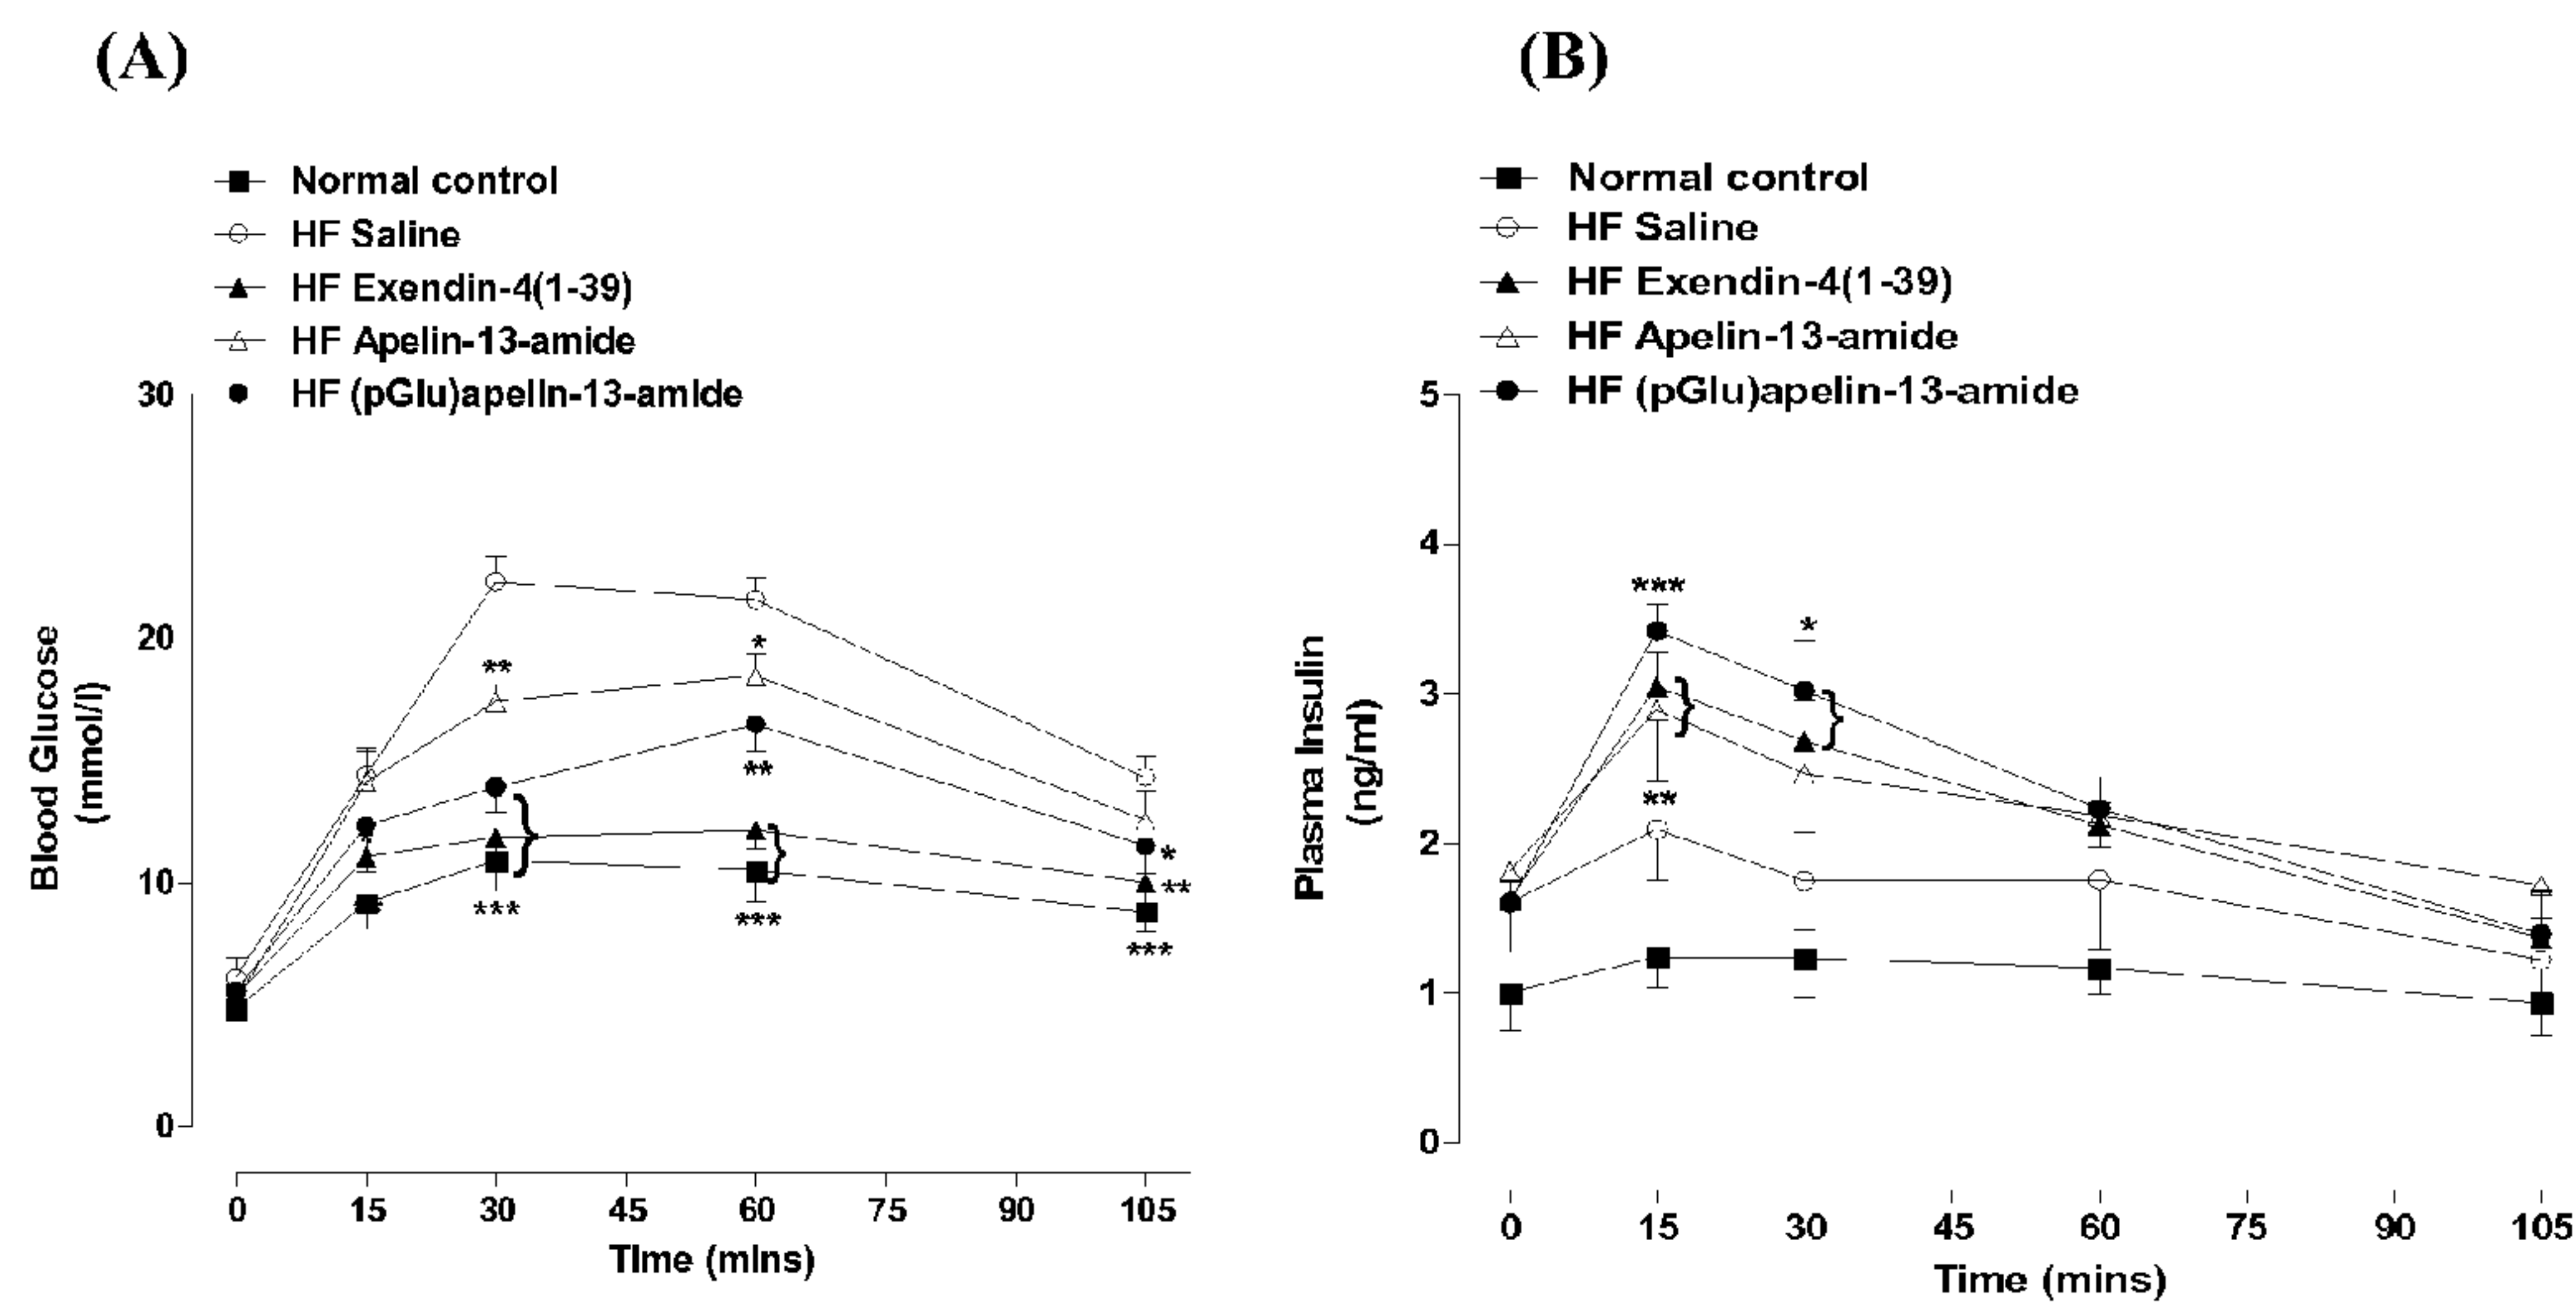 (A)
Normal control
HF Saline
HF Exendin-4(1-39)
HF Apelin-13-amide
HF (pGlu)apelin-13-amide
30
20
10
0
Blood Glucose
(mmol/l)
**
*
**
***
***
*
**
***
0 15 30 45 60 75 90 105
Time (mins)
(B)
Normal control
HF Saline
HF Exendin-4(1-39)
HF Apelin-13-amide
HF (pGlu)apelin-13-amide
5
4
3
2
1
0
Plasma Insulin
(ng/ml)
***
*
**
0 15 30 45 60 75 90 105
Time (mins)